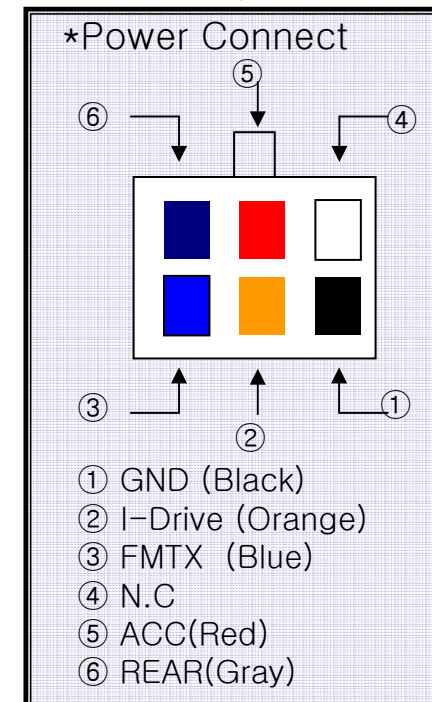 *Power Connect
⑤
⑥
④
③
①
②
① GND (Black)
② I-Drive (Orange)
③ FMTX (Blue)
④ N.C
⑤ ACC(Red)
⑥ REAR(Gray)